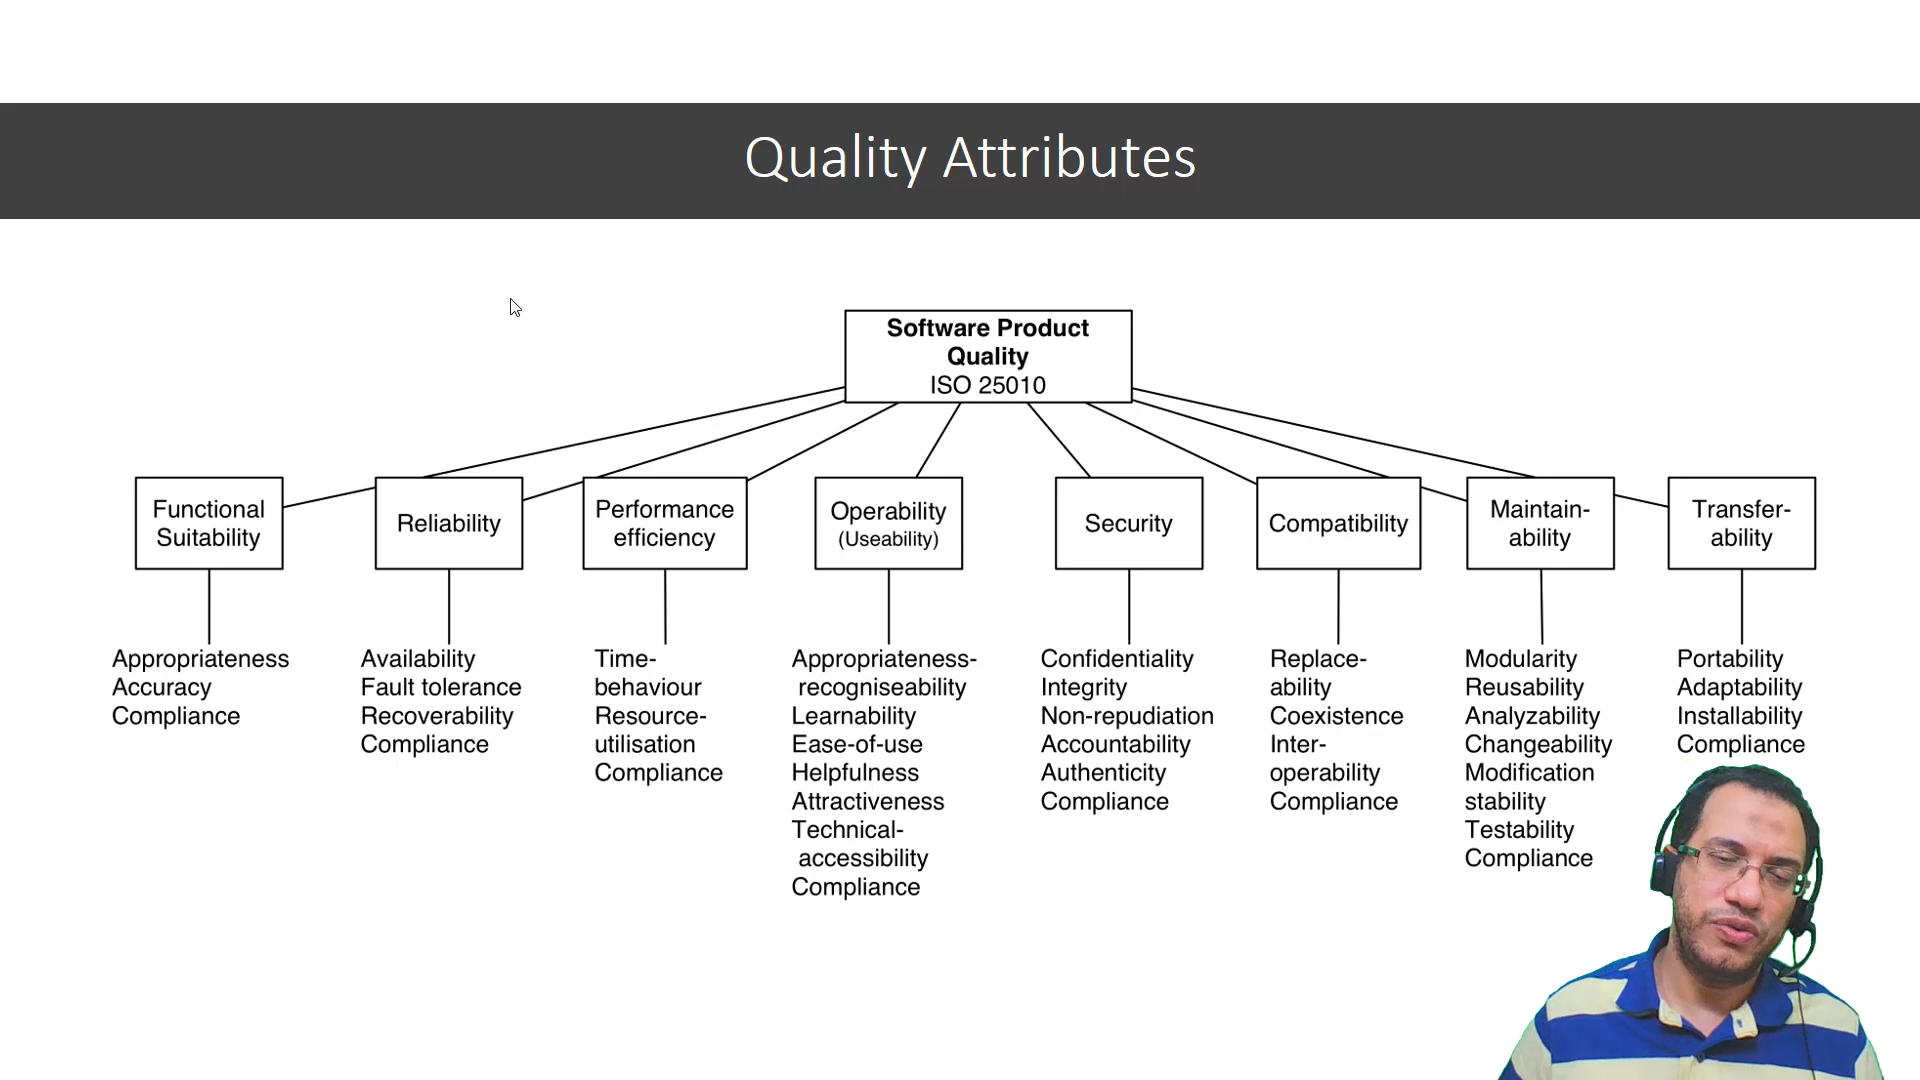 Quality Attributes
Software Product
Quality
ISO 25010
Functional
Suitability
Reliability
Performance
efficiency
Operability
(Useability)
Security
Compatibility
Maintain-
ability
Transfer-
ability
Appropriateness
Accuracy
Compliance
Availability
Fault tolerance
Recoverability
Compliance
Time-
behaviour
Resource-
utilisation
Compliance
Appropriateness-
recogniseability
Learnability
Ease-of-use
Helpfulness
Attractiveness
Technical-
accessibility
Compliance
Confidentiality
Integrity
Non-repudiation
Accountability
Authenticity
Compliance
Replace-
ability
Coexistence
Inter-
operability
Compliance
Modularity
Reusability
Analyzability
Changeability
Modification
stability
Testability
Compliance
Portability
Adaptability
Installability
Compliance